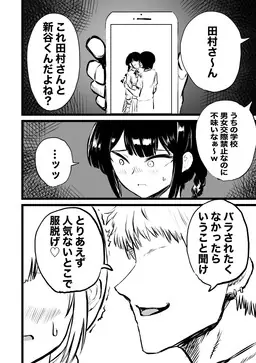 田村さ〜ん
これ田村さんと
新谷くんだよね？
うちの学校
男女交際禁止なのに
不味いなぁ〜ｗ
…ッッ
バラされたく
なかったら
いうこと聞け
とりあえず
人気ないとこで
服脱げ♡